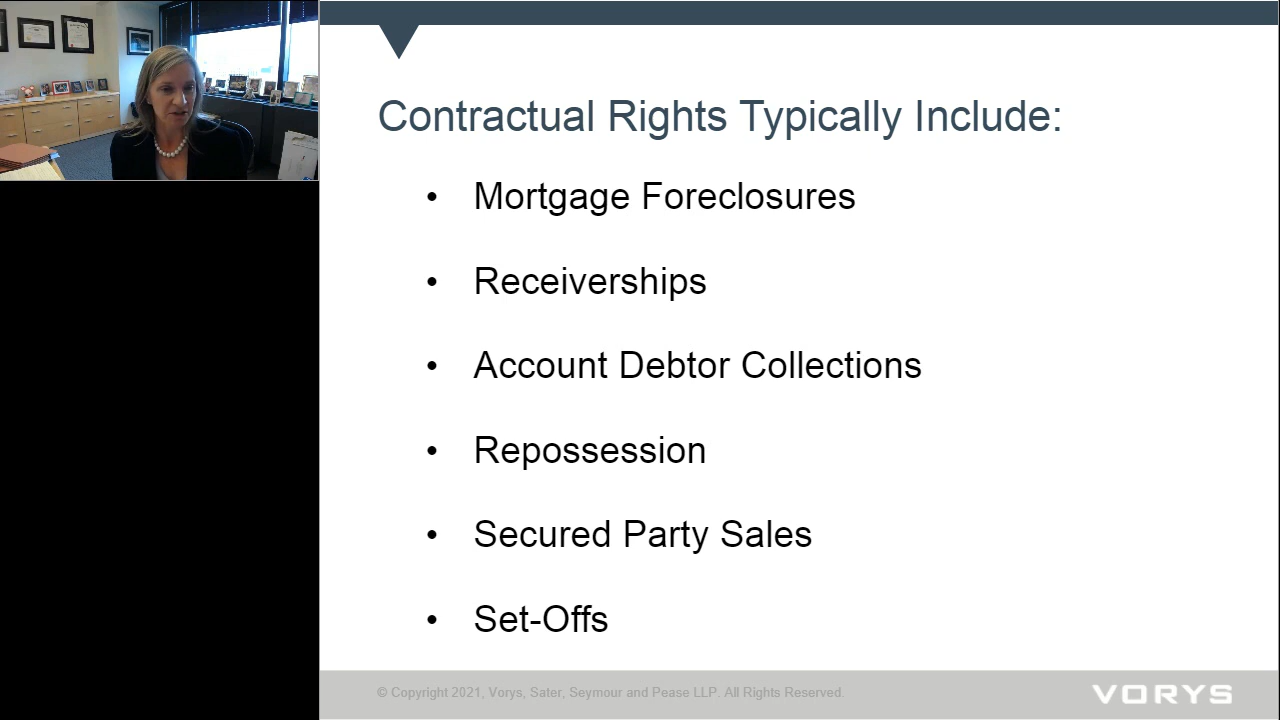 Contractual Rights Typically Include:
• Mortgage Foreclosures
• Receiverships
• Account Debtor Collections
• Repossession
• Secured Party Sales
• Set-Offs
© Copyright 2021, Vorys, Sater, Seymour and Pease LLP. All Rights Reserved.
VORYS